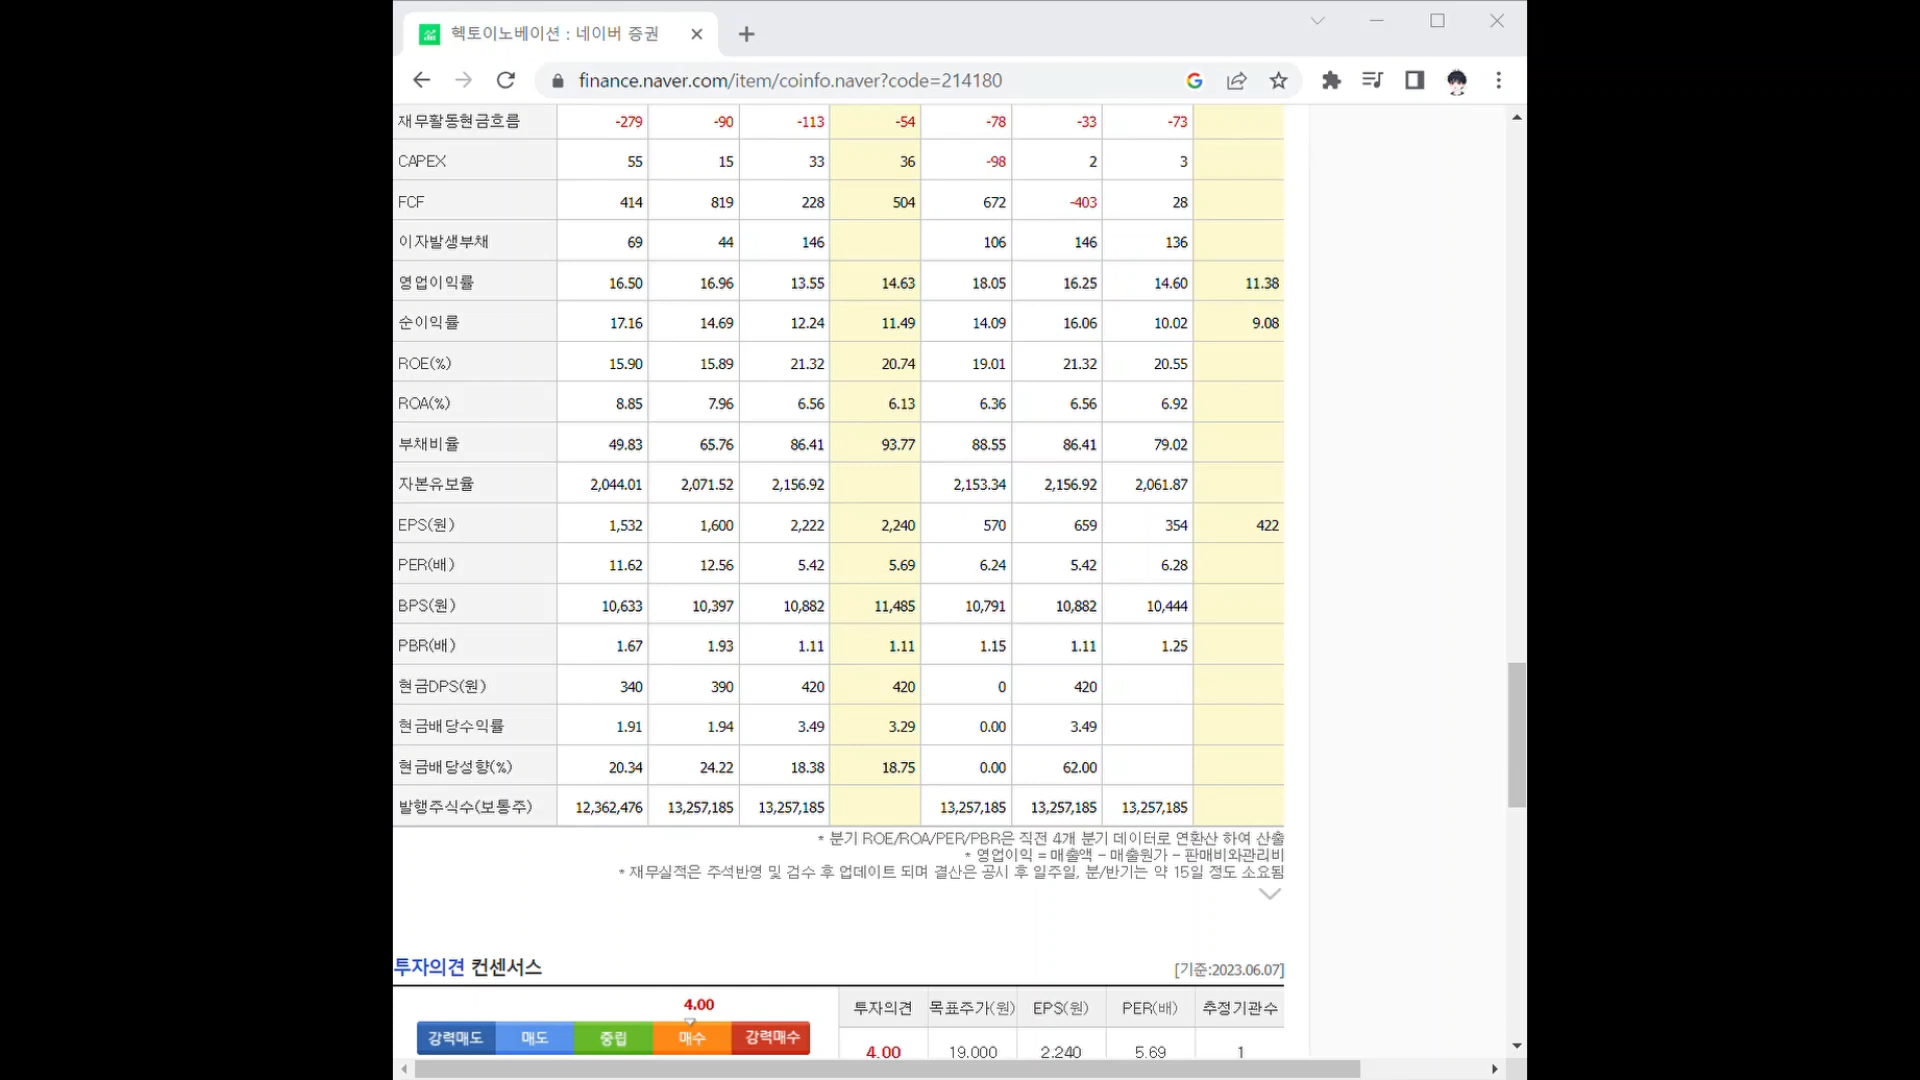 헥토이노베이션 : 네이버 증권
finance.naver.com/item/coinfo.naver?code=214180
재무활동현금흐름 -279 -90 -113 -54 -78 -33 -73
CAPEX 55 15 33 36 -98 2 3
FCF 414 819 228 504 672 -403 28
이자발생부채 69 44 146 106 146 136
영업이익률 16.50 16.96 13.55 14.63 18.05 16.25 14.60 11.38
순이익률 17.16 14.69 12.24 11.49 14.09 16.06 10.02 9.08
ROE(%) 15.90 15.89 21.32 20.74 19.01 21.32 20.55
ROA(%) 8.85 7.96 6.56 6.13 6.36 6.56 6.92
부채비율 49.83 65.76 86.41 93.77 88.55 86.41 79.02
자본유보율 2,044.01 2,071.52 2,156.92 2,153.34 2,156.92 2,061.87
EPS(원) 1,532 1,600 2,222 2,240 570 659 354 422
PER(배) 11.62 12.56 5.42 5.69 6.24 5.42 6.28
BPS(원) 10,633 10,397 10,882 11,485 10,791 10,882 10,444
PBR(배) 1.67 1.93 1.11 1.11 1.15 1.11 1.25
현금DPS(원) 340 390 420 420 0 420
현금배당수익률 1.91 1.94 3.49 3.29 0.00 3.49
현금배당성향(%) 20.34 24.22 18.38 18.75 0.00 62.00
발행주식수(보통주) 12,362,476 13,257,185 13,257,185 13,257,185 13,257,185 13,257,185
* 분기 ROE/ROA/PER/PBR은 직전 4개 분기 데이터로 연환산 하여 산출
* 영업이익 = 매출액 - 매출원가 - 판매비와관리비
* 재무실적은 주석반영 및 검수 후 업데이트 되며 결산은 공시 후 일주일, 분/반기는 약 15일 정도 소요됨
투자의견 컨센서스 [기준:2023.06.07]
4.00
강력매도 매도 중립 매수 강력매수
투자의견 목표주가(원) EPS(원) PER(배) 추정기관수
4.00 19,000 2,240 5.69 1